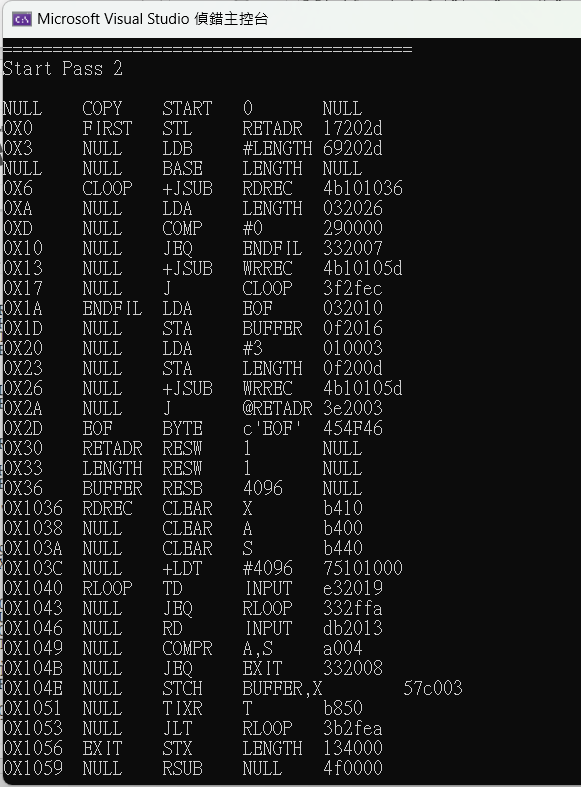 Microsoft Visual Studio 偵錯主控台
=========================================
Start Pass 2
NULL COPY START 0 NULL
0X0 FIRST STL RETADR 17202d
0X3 NULL LDB #LENGTH 69202d
NULL NULL BASE LENGTH NULL
0X6 CLOOP +JSUB RDREC 4b101036
0XA NULL LDA LENGTH 032026
0XD NULL COMP #0 290000
0X10 NULL JEQ ENDFIL 332007
0X13 NULL +JSUB WRREC 4b10105d
0X17 NULL J CLOOP 3f2fec
0X1A ENDFIL LDA EOF 032010
0X1D NULL STA BUFFER 0f2016
0X20 NULL LDA #3 010003
0X23 NULL STA LENGTH 0f200d
0X26 NULL +JSUB WRREC 4b10105d
0X2A NULL J @RETADR 3e2003
0X2D EOF BYTE c'EOF' 454F46
0X30 RETADR RESW 1 NULL
0X33 LENGTH RESW 1 NULL
0X36 BUFFER RESB 4096 NULL
0X1036 RDREC CLEAR X b410
0X1038 NULL CLEAR A b400
0X103A NULL CLEAR S b440
0X103C NULL +LDT #4096 75101000
0X1040 RLOOP TD INPUT e32019
0X1043 NULL JEQ RLOOP 332ffa
0X1046 NULL RD INPUT db2013
0X1049 NULL COMPR A,S a004
0X104B NULL JEQ EXIT 332008
0X104E NULL STCH BUFFER,X 57c003
0X1051 NULL TIXR T b850
0X1053 NULL JLT RLOOP 3b2fea
0X1056 EXIT STX LENGTH 134000
0X1059 NULL RSUB NULL 4f0000